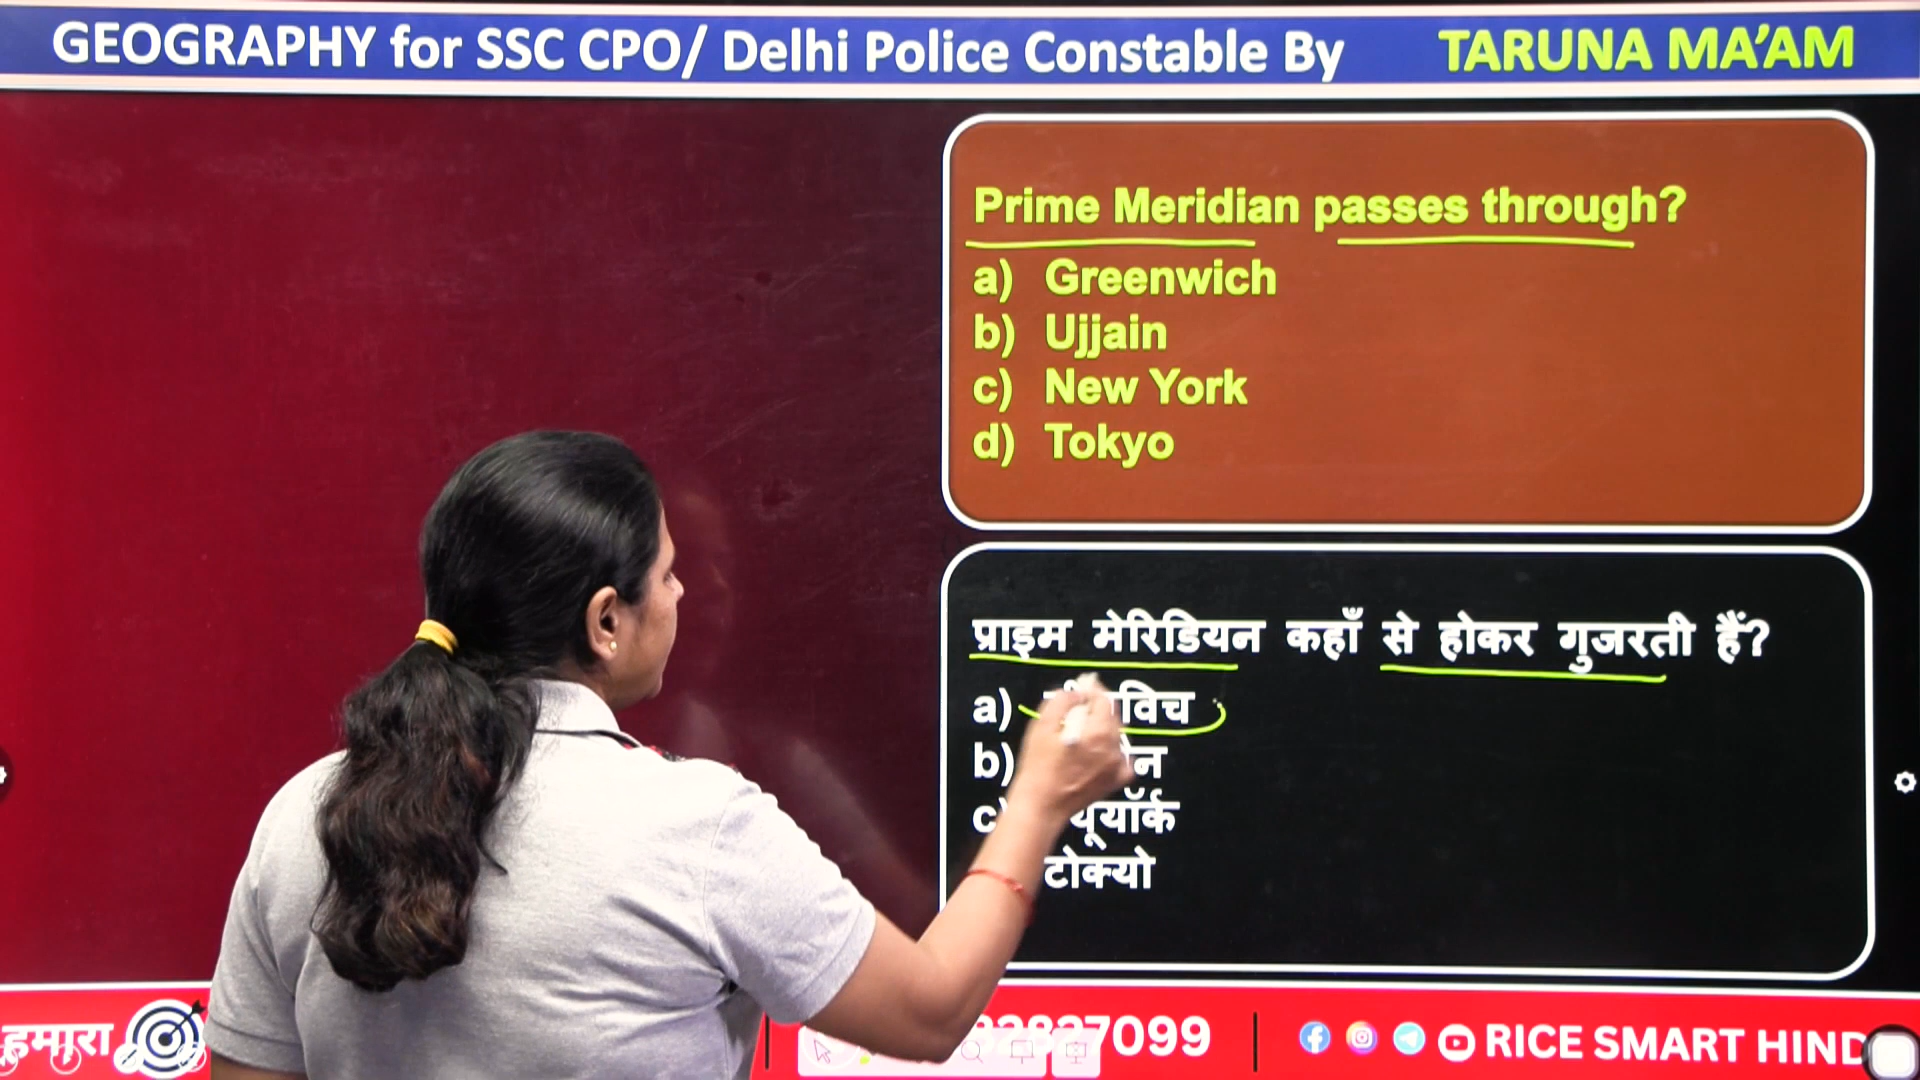 GEOGRAPHY for SSC CPO/ Delhi Police Constable By TARUNA MA'AM
Prime Meridian passes through?
a) Greenwich
b) Ujjain
c) New York
d) Tokyo
प्राइम मेरिडियन कहाँ से होकर गुजरती हैं?
a)
b)
c)
टोक्यो
हमारा
7099
RICE SMART HIND